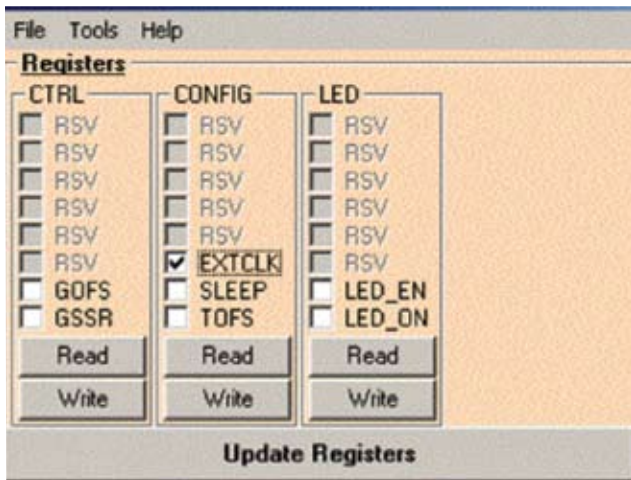 File Tools Help
Registers
CTRL
RSV
RSV
RSV
RSV
RSV
RSV
GOFS
GSSR
Read
Write
CONFIG
RSV
RSV
RSV
RSV
RSV
EXTCLK
SLEEP
TOFS
Read
Write
LED
RSV
RSV
RSV
RSV
RSV
RSV
LED_EN
LED_ON
Read
Write
Update Registers